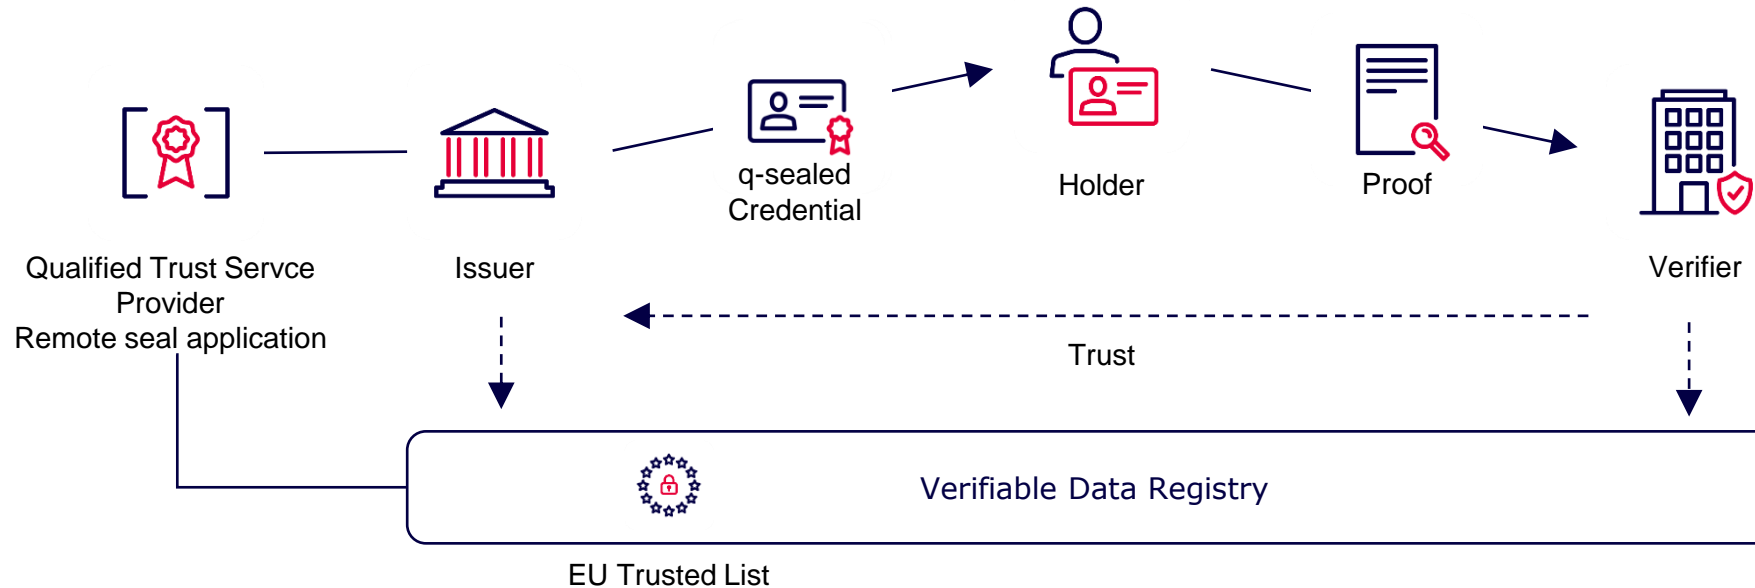 q-sealed
Credential
Holder
Proof
Qualified Trust Servce
Provider
Remote seal application
Issuer
Verifier
Trust
Verifiable Data Registry
EU Trusted List